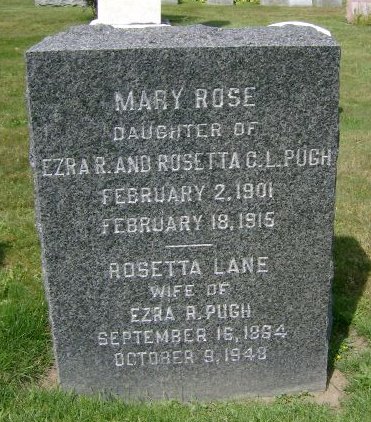 MARY ROSE
DAUGHTER OF
EZRA R. AND ROSETTA C. L. PUGH
FEBRUARY 2, 1901
FEBRUARY 18, 1915
ROSETTA LANE
WIFE OF
EZRA R. PUGH
SEPTEMBER 16, 1864
OCTOBER 9, 1948